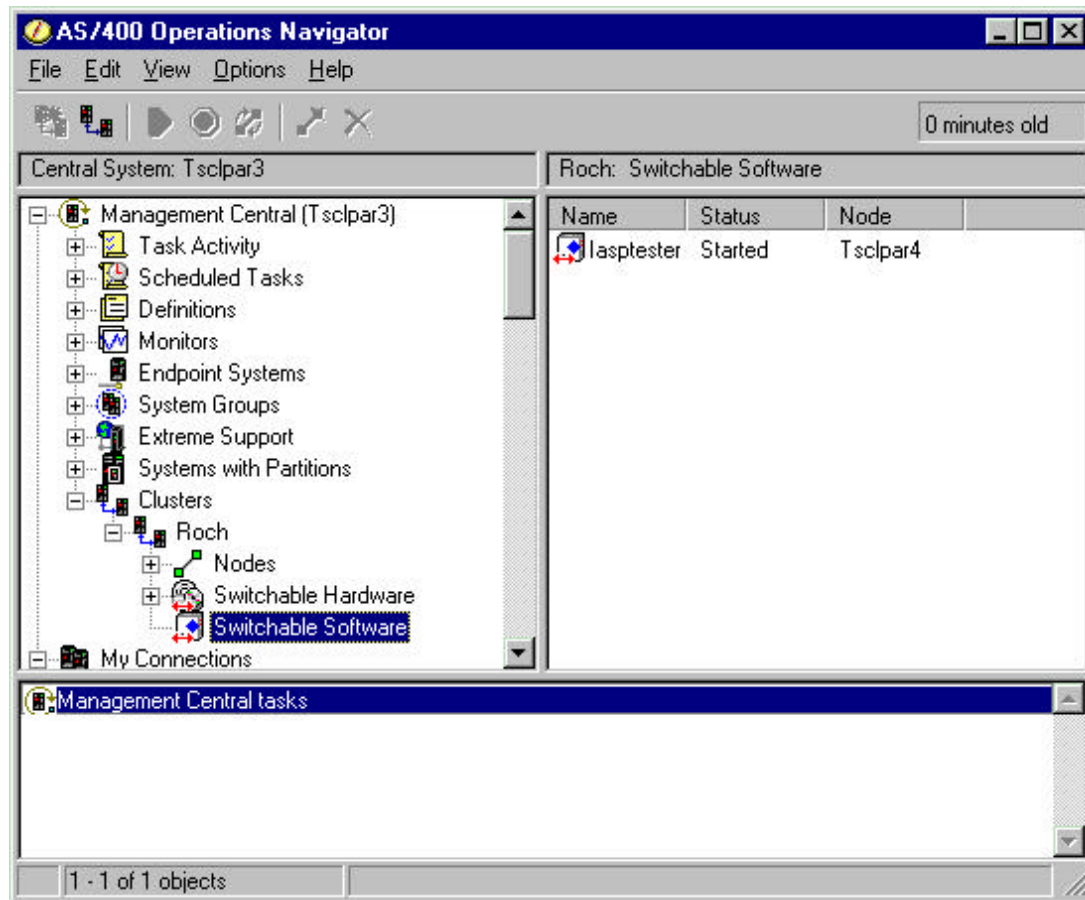 AS/400 Operations Navigator
File Edit View Options Help
0 minutes old
Central System: Tsclpar3
Roch: Switchable Software
Management Central (Tsclpar3)
Task Activity
Scheduled Tasks
Definitions
Monitors
Endpoint Systems
System Groups
Extreme Support
Systems with Partitions
Clusters
Roch
Nodes
Switchable Hardware
Switchable Software
My Connections
Name Status Node
Iasptester Started Tsclpar4
Management Central tasks
1 - 1 of 1 objects